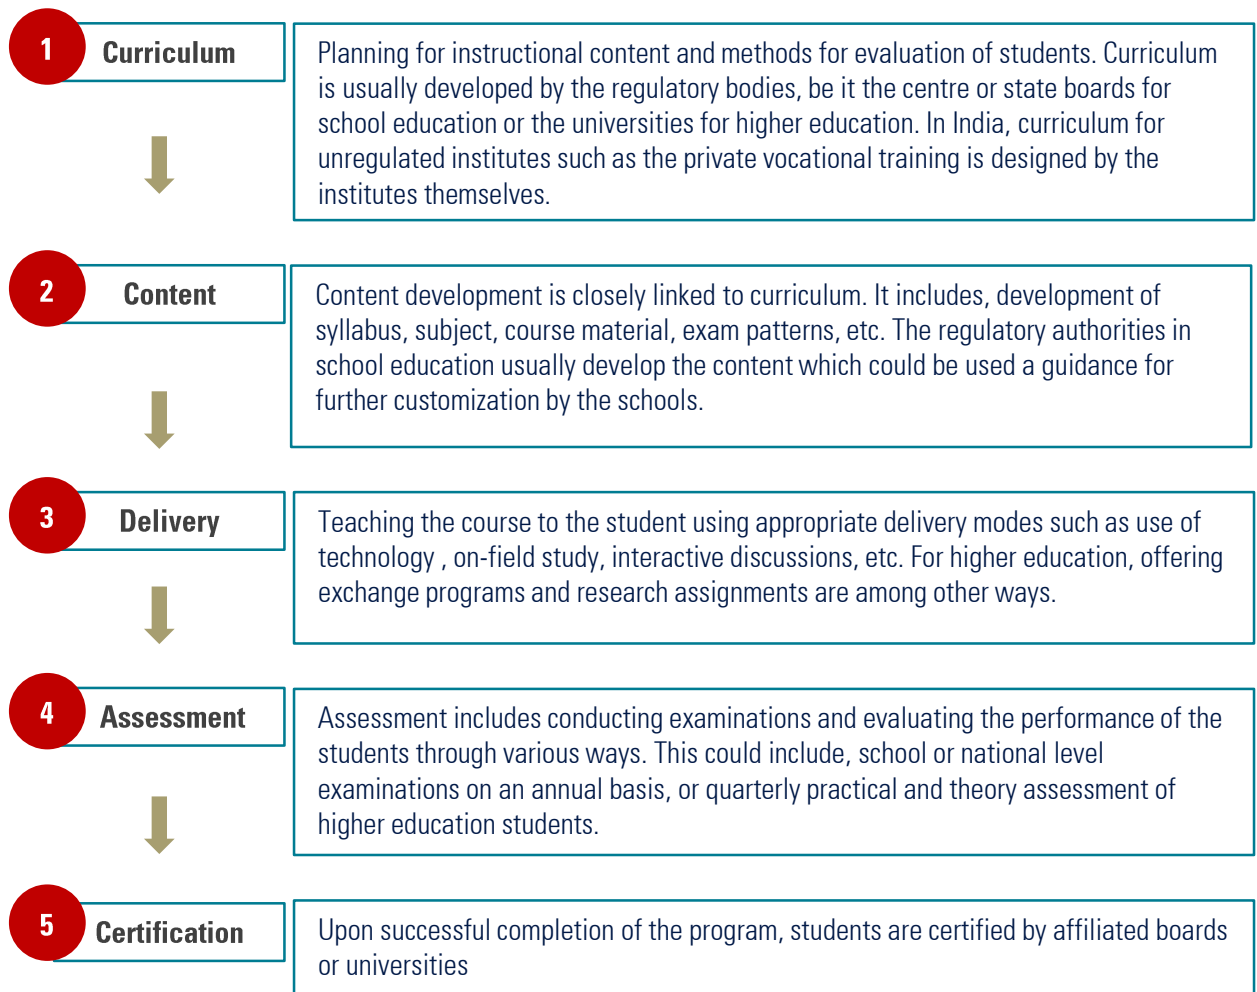 1
Curriculum
Planning for instructional content and methods for evaluation of students. Curriculum
is usually developed by the regulatory bodies, be it the centre or state boards for
school education or the universities for higher education. In India, curriculum for
unregulated institutes such as the private vocational training is designed by the
institutes themselves.
2
Content
Content development is closely linked to curriculum. It includes, development of
syllabus, subject, course material, exam patterns, etc. The regulatory authorities in
school education usually develop the content which could be used a guidance for
further customization by the schools.
3
Delivery
Teaching the course to the student using appropriate delivery modes such as use of
technology , on-field study, interactive discussions, etc. For higher education, offering
exchange programs and research assignments are among other ways.
4
Assessment
Assessment includes conducting examinations and evaluating the performance of the
students through various ways. This could include, school or national level
examinations on an annual basis, or quarterly practical and theory assessment of
higher education students.
5
Certification
Upon successful completion of the program, students are certified by affiliated boards
or universities